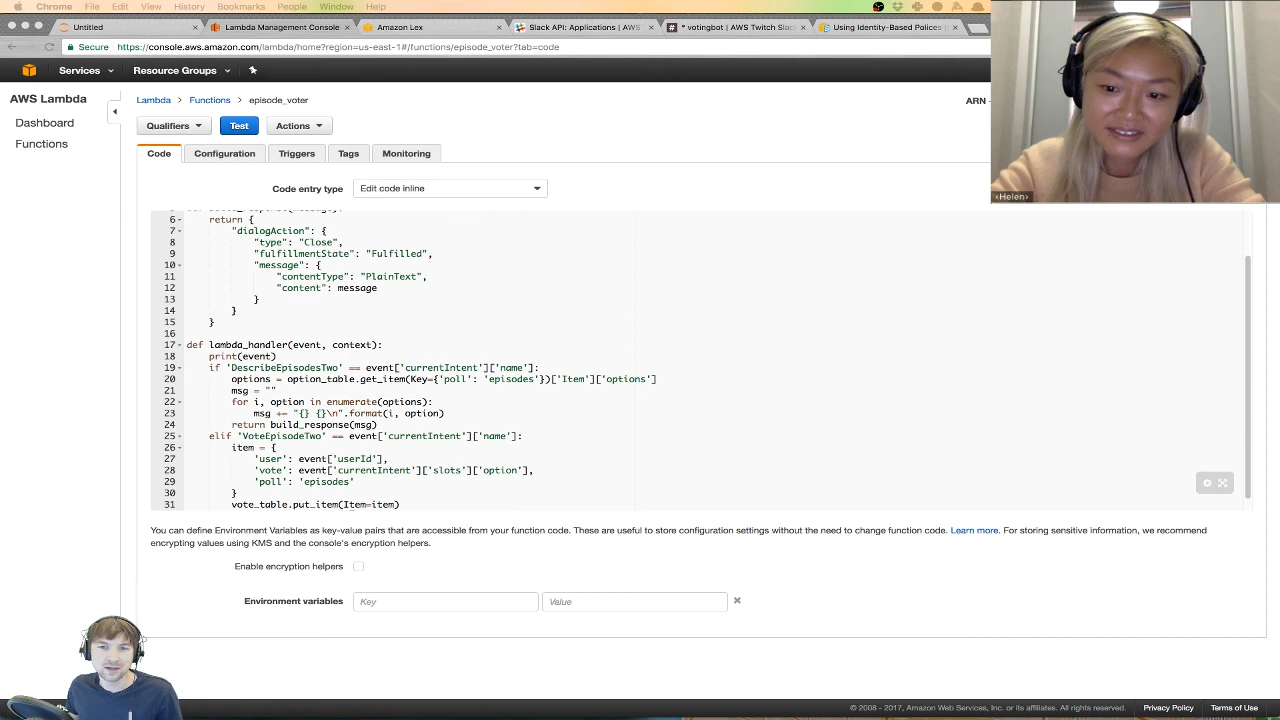 Chrome File Edit View History Bookmarks People Window Help
Untitled × Lambda Management Console × Amazon Lex × Slack API: Applications | AWS × * votingbot | AWS Twitch Slac × Using Identity-Based Polices ×
Secure https://console.aws.amazon.com/lambda/home?region=us-east-1#/functions/episode_voter?tab=code
Services Resource Groups
AWS Lambda
Dashboard
Functions
Lambda > Functions > episode_voter
ARN -
Qualifiers Test Actions
Code Configuration Triggers Tags Monitoring
‹Helen›
Code entry type Edit code inline
6 return {
7 "dialogAction": {
8 "type": "Close",
9 "fulfillmentState": "Fulfilled",
10 "message": {
11 "contentType": "PlainText",
12 "content": message
13 }
14 }
15 }
16
17 def lambda_handler(event, context):
18 print(event)
19 if 'DescribeEpisodesTwo' == event['currentIntent']['name']:
20 options = option_table.get_item(Key={'poll': 'episodes'})['Item']['options']
21 msg = ""
22 for i, option in enumerate(options):
23 msg += "{} {}\n".format(i, option)
24 return build_response(msg)
25 elif 'VoteEpisodeTwo' == event['currentIntent']['name']:
26 item = {
27 'user': event['userId'],
28 'vote': event['currentIntent']['slots']['option'],
29 'poll': 'episodes'
30 }
31 vote_table.put_item(Item=item)
You can define Environment Variables as key-value pairs that are accessible from your function code. These are useful to store configuration settings without the need to change function code. Learn more. For storing sensitive information, we recommend
encrypting values using KMS and the console's encryption helpers.
Enable encryption helpers
Environment variables Key Value ×
© 2008 - 2017, Amazon Web Services, Inc. or its affiliates. All rights reserved. Privacy Policy Terms of Use